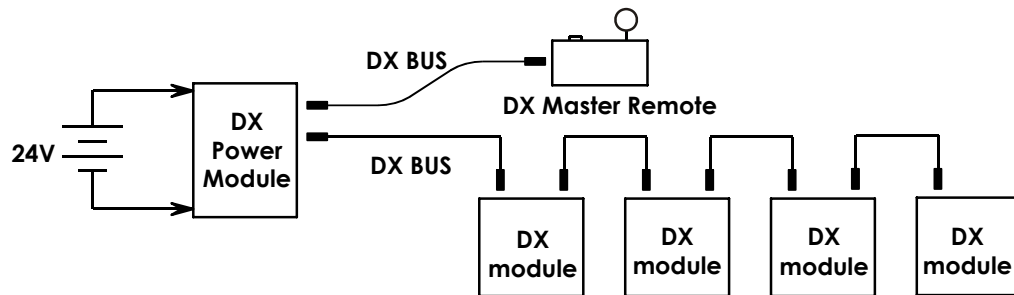 DX BUS
DX Master Remote
24V
DX
Power
Module
DX BUS
DX
module
DX
module
DX
module
DX
module